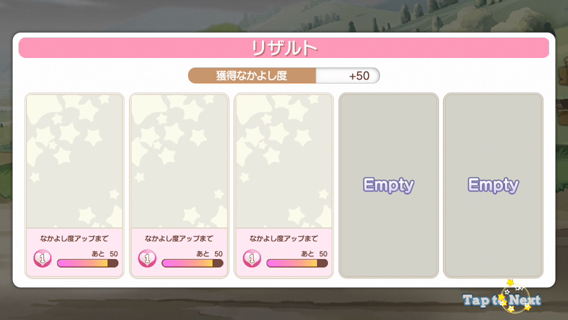 リザルト
獲得なかよし度 +50
なかよし度アップまで
あと 50
1
なかよし度アップまで
あと 50
1
なかよし度アップまで
あと 50
1
Empty
Empty
Tap to Next